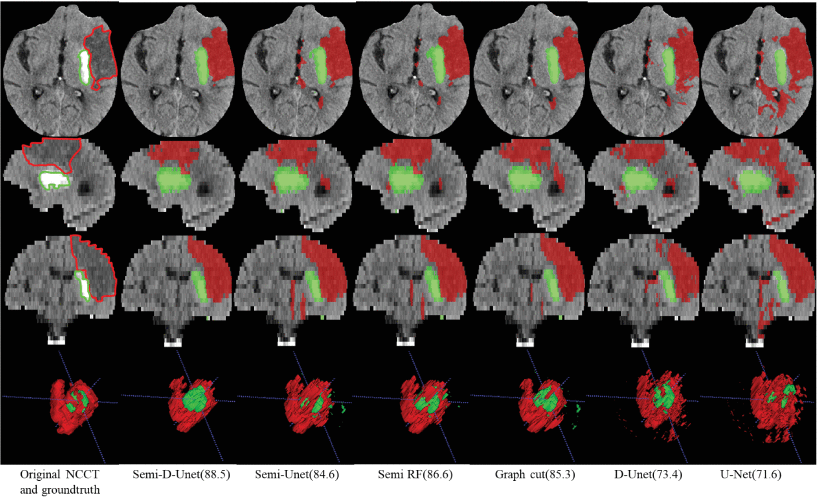 Original NCCT
and groundtruth
Semi-D-Unet(88.5)
Semi-Unet(84.6)
Semi RF(86.6)
Graph cut(85.3)
D-Unet(73.4)
U-Net(71.6)